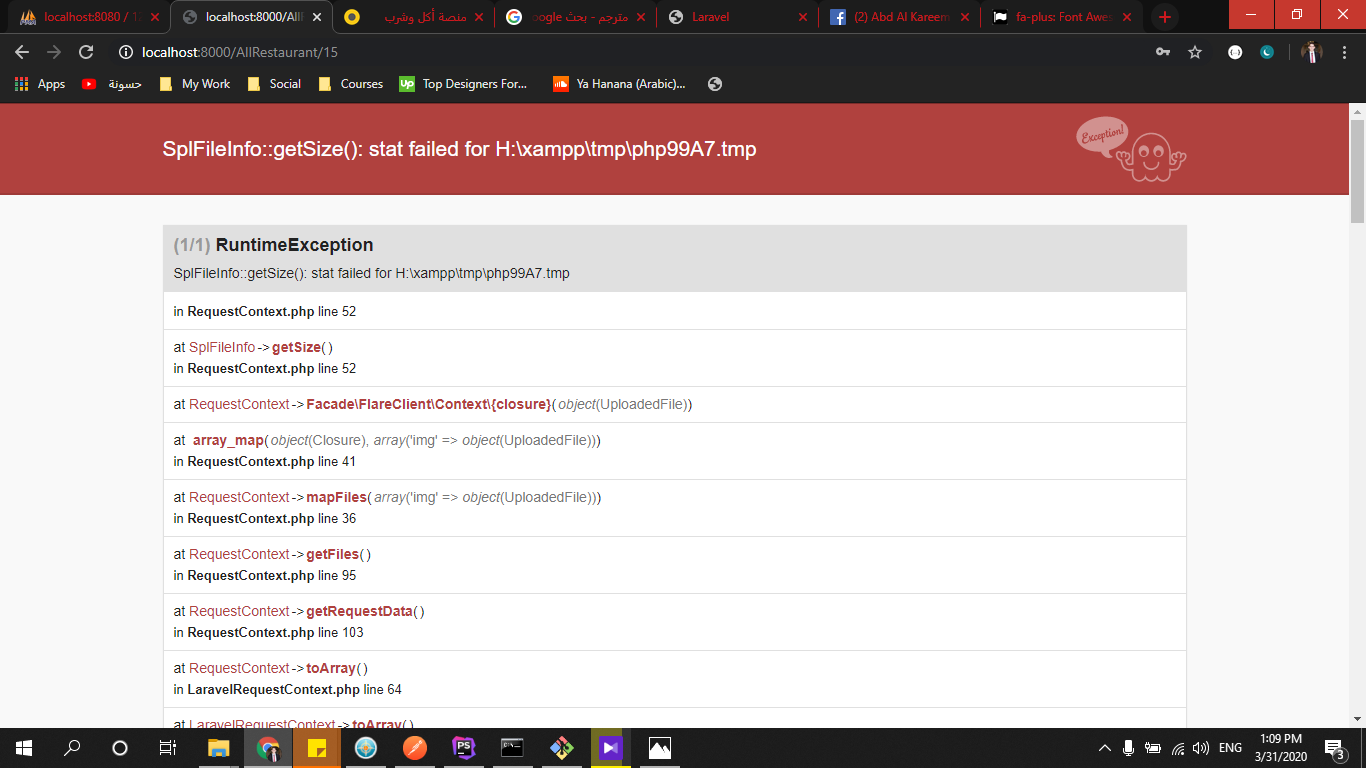 localhost:8080 / 12
localhost:8000/AllR
منصة أكل وشرب
مترجم - بحث oogle
Laravel
(2) Abd Al Kareem
fa-plus: Font Awes
localhost:8000/AllRestaurant/15
Apps
حسونة
My Work
Social
Courses
Up
Top Designers For...
Ya Hanana (Arabic)...
SplFileInfo::getSize(): stat failed for H:\xampp\tmp\php99A7.tmp
Exception!
(1/1) RuntimeException
SplFileInfo::getSize(): stat failed for H:\xampp\tmp\php99A7.tmp
in RequestContext.php line 52
at SplFileInfo->getSize()
in RequestContext.php line 52
at RequestContext->Facade\FlareClient\Context\{closure}(object(UploadedFile))
at array_map(object(Closure), array('img' => object(UploadedFile)))
in RequestContext.php line 41
at RequestContext->mapFiles(array('img' => object(UploadedFile)))
in RequestContext.php line 36
at RequestContext->getFiles()
in RequestContext.php line 95
at RequestContext->getRequestData()
in RequestContext.php line 103
at RequestContext->toArray()
in LaravelRequestContext.php line 64
at LaravelRequestContext->toArray()
PS
ENG
1:09 PM
3/31/2020
3